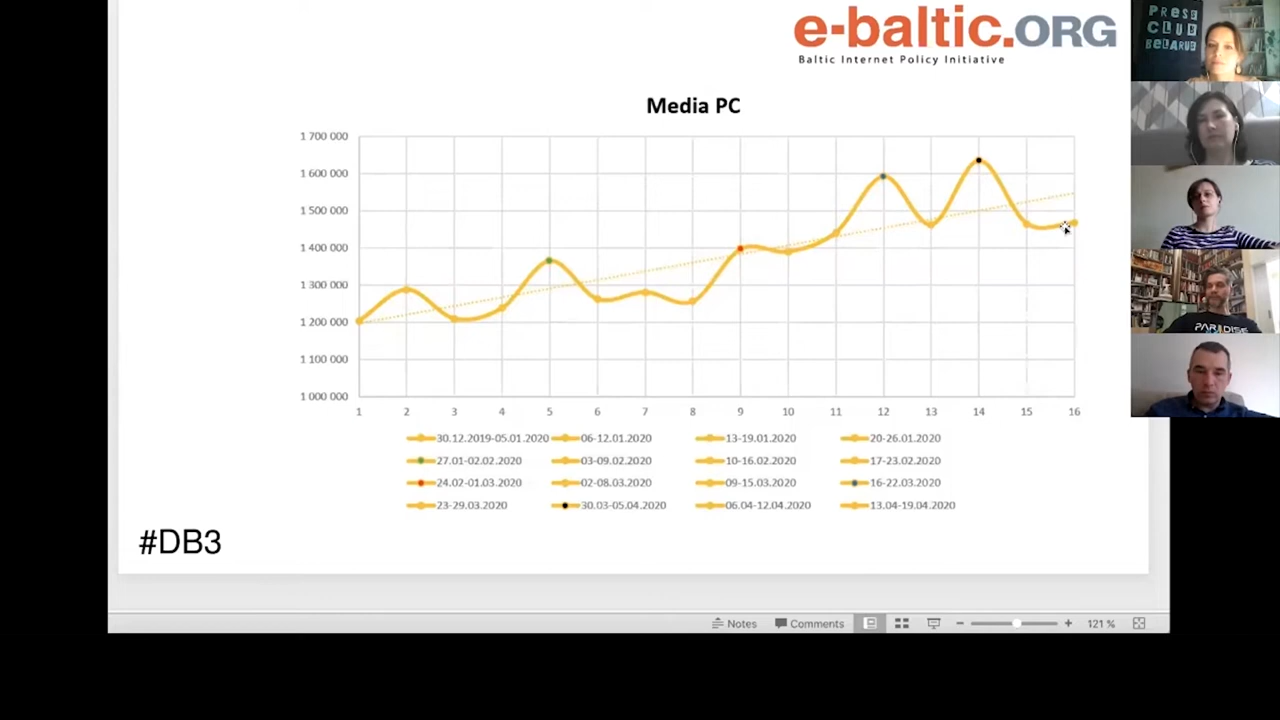 e-baltic.ORG
Baltic Internet Policy Initiative
PRESS
CLUB
BELARUS
Media PC
1 700 000
1 600 000
1 500 000
1 400 000
1 300 000
1 200 000
1 100 000
1 000 000
1 2 3 4 5 6 7 8 9 10 11 12 13 14 15 16
30.12.2019-05.01.2020 06-12.01.2020 13-19.01.2020 20-26.01.2020
27.01-02.02.2020 03-09.02.2020 10-16.02.2020 17-23.02.2020
24.02-01.03.2020 02-08.03.2020 09-15.03.2020 16-22.03.2020
23-29.03.2020 30.03-05.04.2020 06.04-12.04.2020 13.04-19.04.2020
PARADISE
#DB3
Notes Comments 121 %